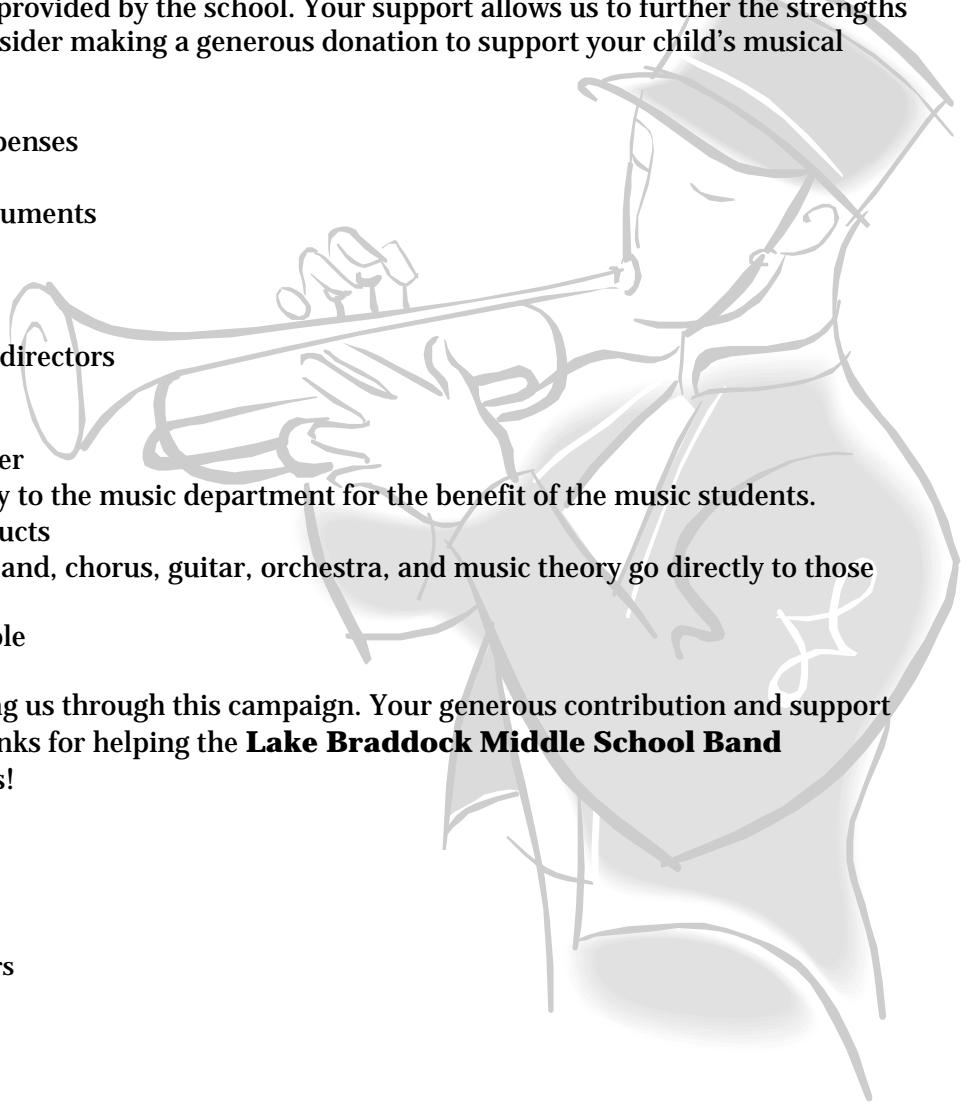 provided by the school. Your support allows us to further the strengths
sider making a generous donation to support your child’s musical
penses
uments
directors
er
y to the music department for the benefit of the music students.
ucts
and, chorus, guitar, orchestra, and music theory go directly to those
ole
ng us through this campaign. Your generous contribution and support
nks for helping the Lake Braddock Middle School Band
s!
rs